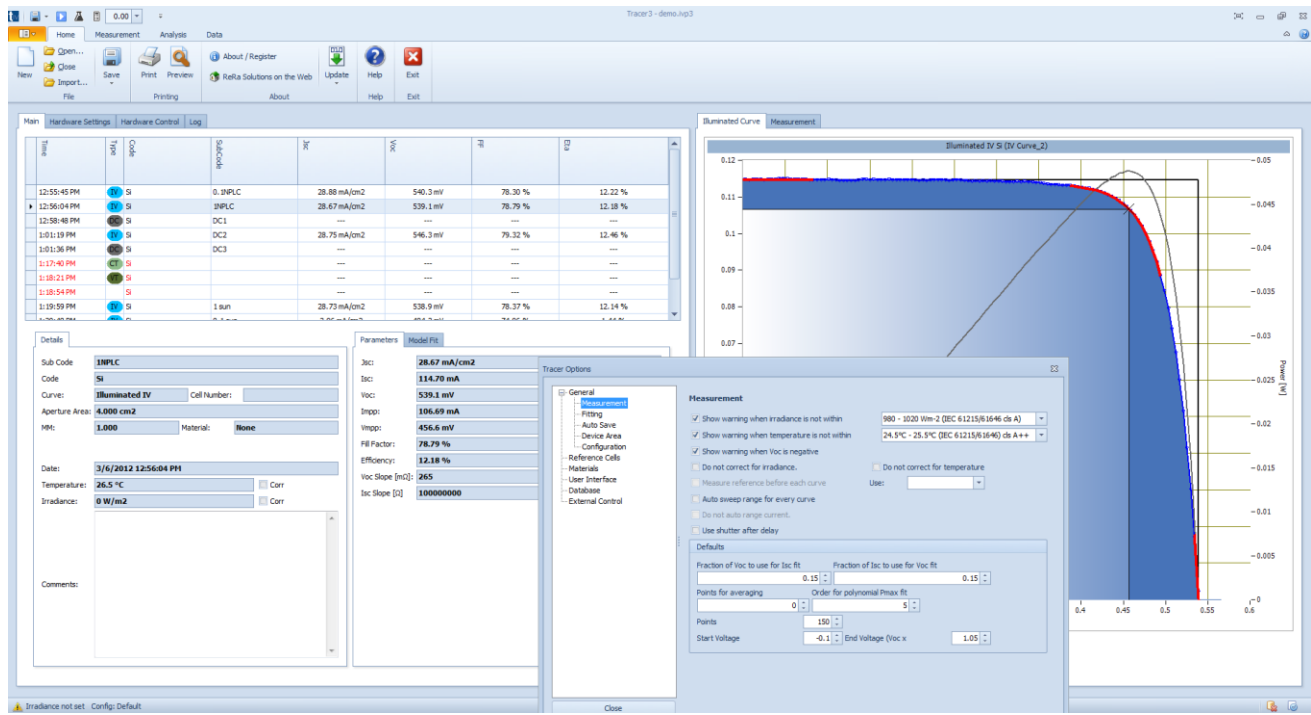 0.00
Tracer3 - demo.ivp3
Home Measurement Analysis Data
New
Open...
Close
Import...
File
Save
Print Preview
Printing
About / Register
ReRa Solutions on the Web
Update
About
Help
Help
Exit
Exit
Main Hardware Settings Hardware Control Log
Time Type Code SubCode Jsc Voc FF Eta
12:55:45 PM IV Si 0.1NPLC 28.88 mA/cm2 540.3 mV 78.30 % 12.22 %
12:56:04 PM IV Si 1NPLC 28.67 mA/cm2 539.1 mV 78.79 % 12.18 %
12:58:48 PM DC Si DC1 --- --- --- ---
1:01:19 PM IV Si DC2 28.75 mA/cm2 546.3 mV 79.32 % 12.46 %
1:01:36 PM DC Si DC3 --- --- --- ---
1:17:40 PM CT Si --- --- --- ---
1:18:21 PM VT Si --- --- --- ---
1:18:54 PM Si --- --- --- ---
1:19:59 PM IV Si 1 sun 28.73 mA/cm2 538.9 mV 78.37 % 12.14 %
Details
Sub Code 1NPLC
Code Si
Curve: Illuminated IV Cell Number:
Aperture Area: 4.000 cm2
MM: 1.000 Material: None
Date: 3/6/2012 12:56:04 PM
Temperature: 26.5 °C Corr
Irradiance: 0 W/m2 Corr
Comments:
Parameters Model Fit
Jsc: 28.67 mA/cm2
Isc: 114.70 mA
Voc: 539.1 mV
Impp: 106.69 mA
Vmpp: 456.6 mV
Fill Factor: 78.79 %
Efficiency: 12.18 %
Voc Slope [mΩ]: 265
Isc Slope [Ω] 100000000
Illuminated Curve Measurement
Illuminated IV Si (IV Curve_2)
0.12
0.11
0.1
0.09
0.08
0.07
0.05
0.045
0.04
0.035
0.03
0.025
0.02
0.015
0.01
0.005
0
Power [W]
0.4 0.45 0.5 0.55 0.6
Tracer Options
General
Measurement
Fitting
Auto Save
Device Area
Configuration
Reference Cells
Materials
User Interface
Database
External Control
Close
Measurement
Show warning when irradiance is not within 980 - 1020 Wm-2 (IEC 61215/61646 cls A)
Show warning when temperature is not within 24.5°C - 25.5°C (IEC 61215/61646) cls A++
Show warning when Voc is negative
Do not correct for irradiance. Do not correct for temperature
Measure reference before each curve Use:
Auto sweep range for every curve
Do not auto range current.
Use shutter after delay
Defaults
Fraction of Voc to use for Isc fit Fraction of Isc to use for Voc fit
0.15 0.15
Points for averaging Order for polynomial Pmax fit
0 5
Points 150
Start Voltage -0.1 End Voltage (Voc x 1.05
Irradiance not set Config: Default